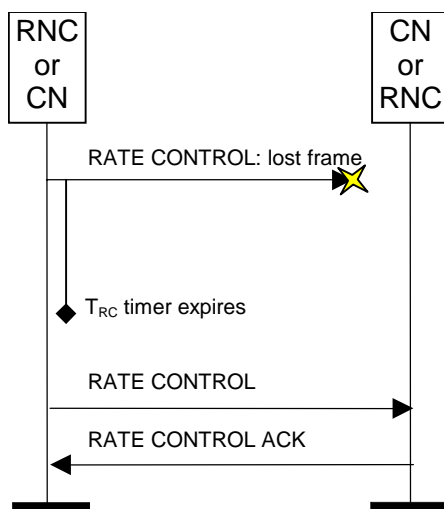 RNC
or
CN
CN
or
RNC
RATE CONTROL: lost frame
TRC timer expires
RATE CONTROL
RATE CONTROL ACK